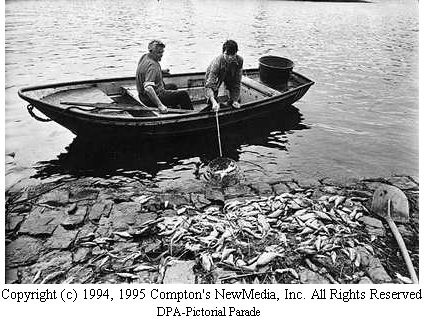 Copyright (c) 1994, 1995 Compton's NewMedia, Inc. All Rights Reserved
DPA-Pictorial Parade